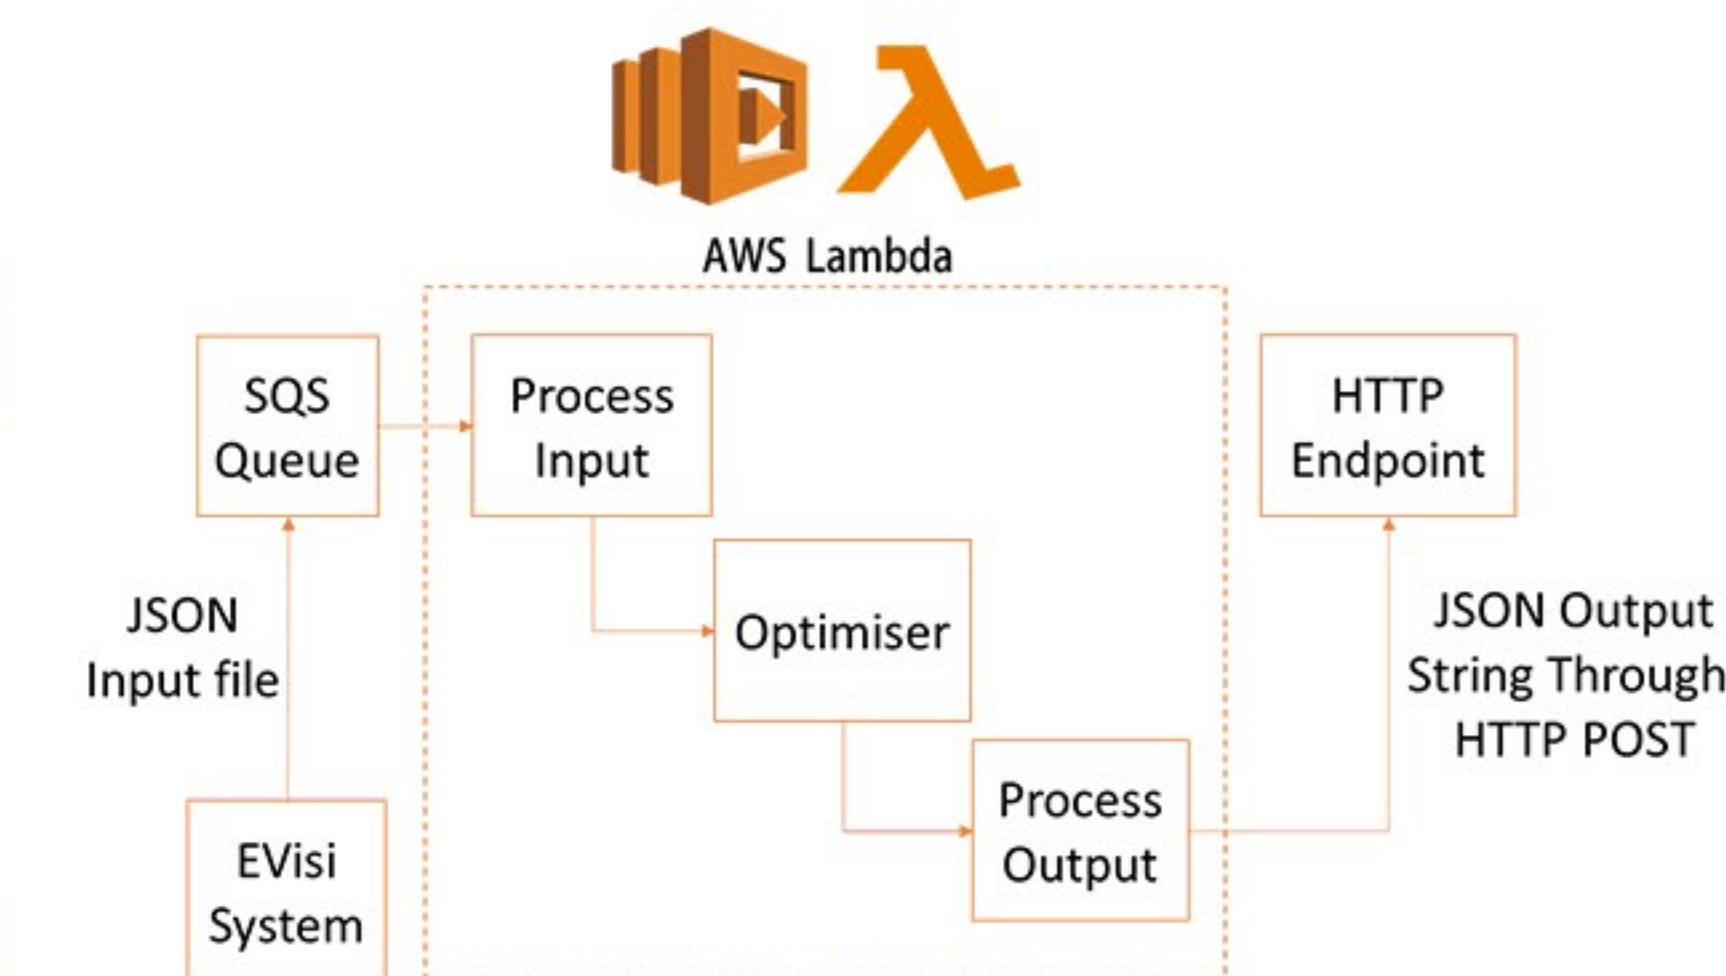 AWS Lambda
SQS
Queue
Process
Input
HTTP
Endpoint
JSON
Input file
Optimiser
JSON Output
String Through
HTTP POST
Process
Output
EVisi
System